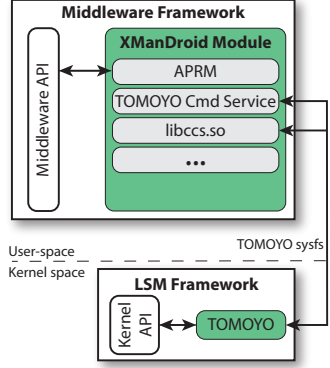 Middleware Framework
Middleware API
XManDroid Module
APRM
TOMOYO Cmd Service
libccs.so
...
User-space
TOMOYO sysfs
Kernel space
LSM Framework
Kernel
API
TOMOYO